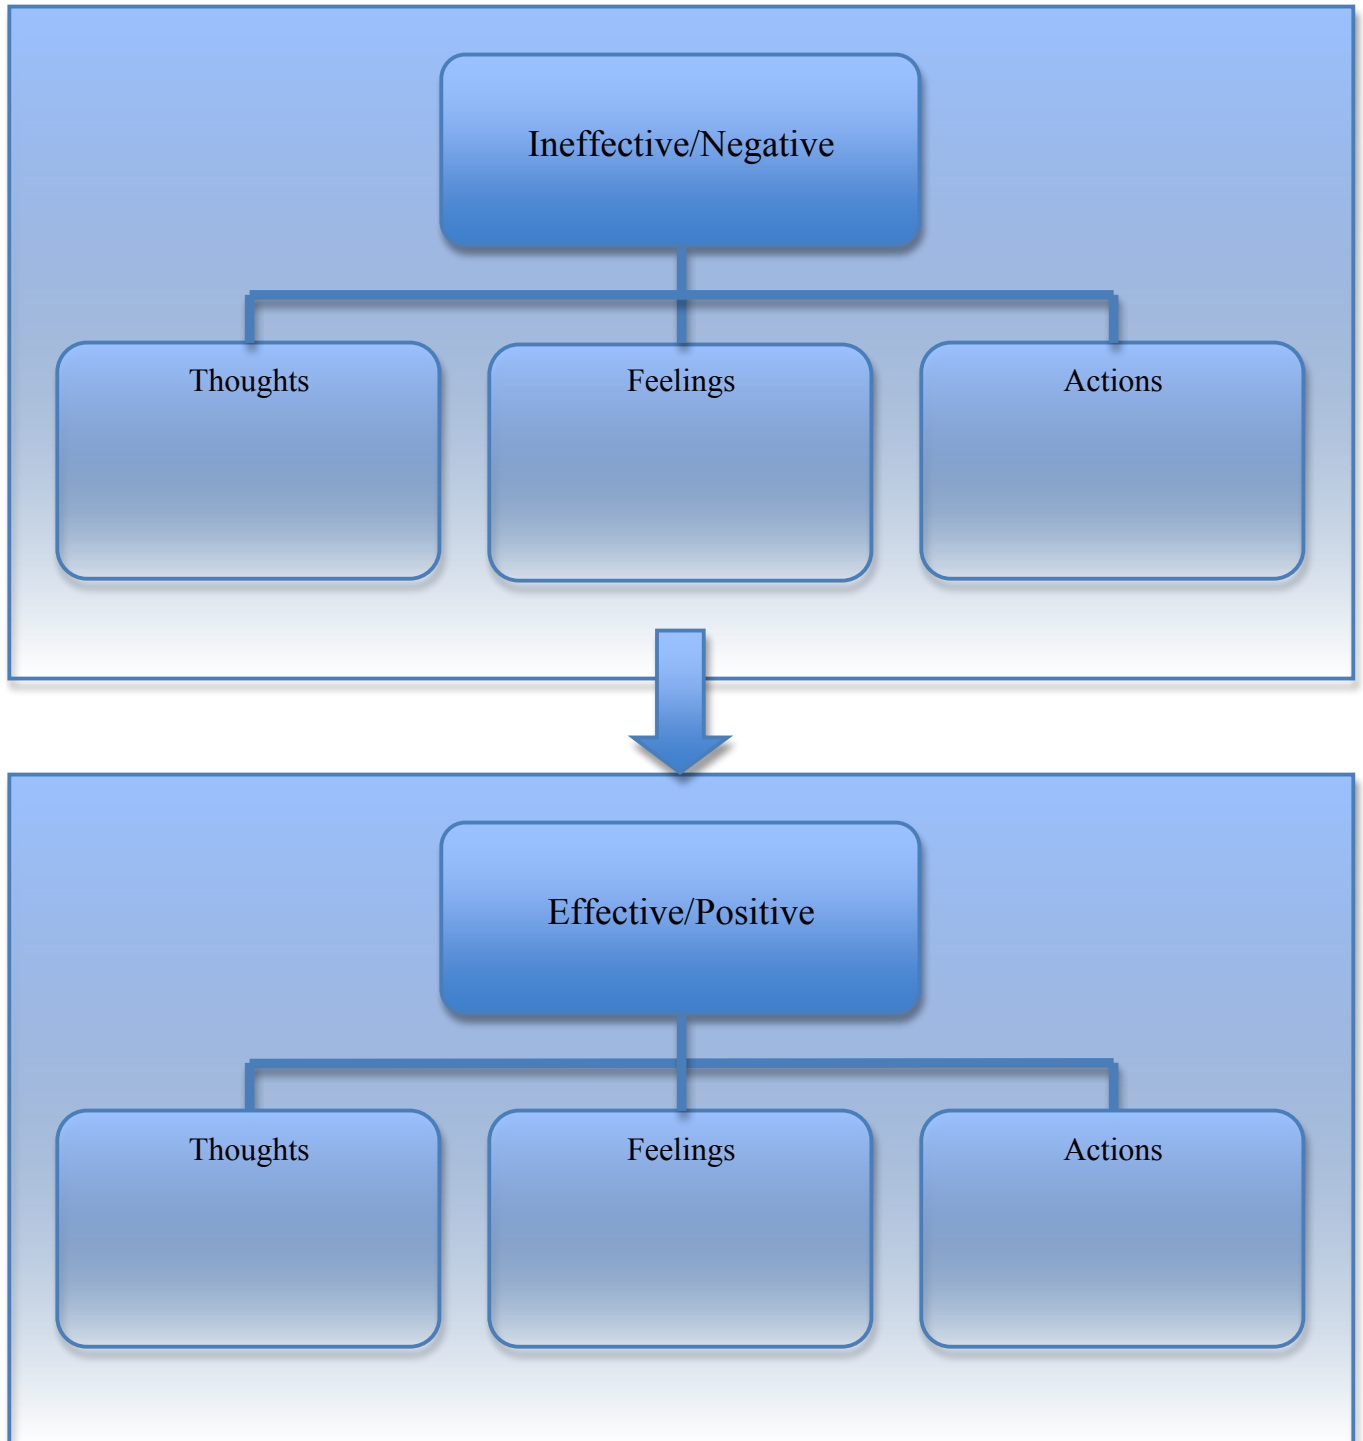 Ineffective/Negative
Thoughts
Feelings
Actions
Effective/Positive
Thoughts
Feelings
Actions